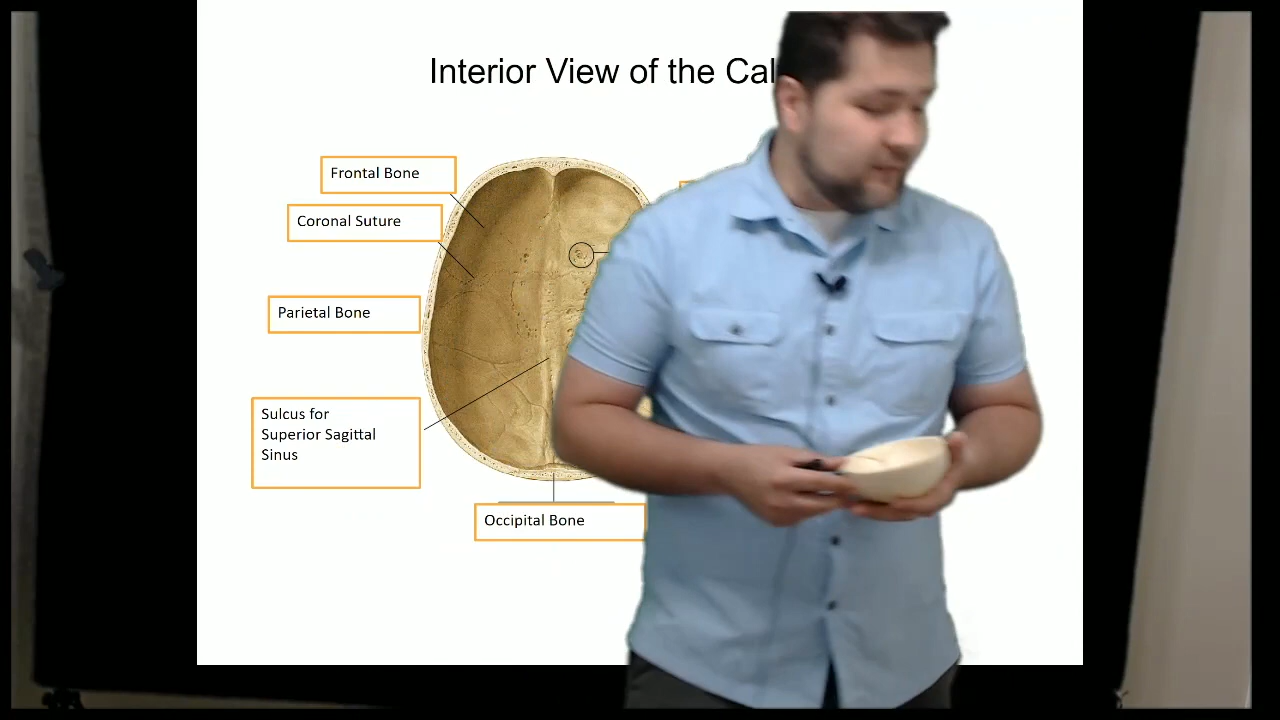 Interior View of the Cal
Frontal Bone
Coronal Suture
Parietal Bone
Sulcus for
Superior Sagittal
Sinus
Occipital Bone